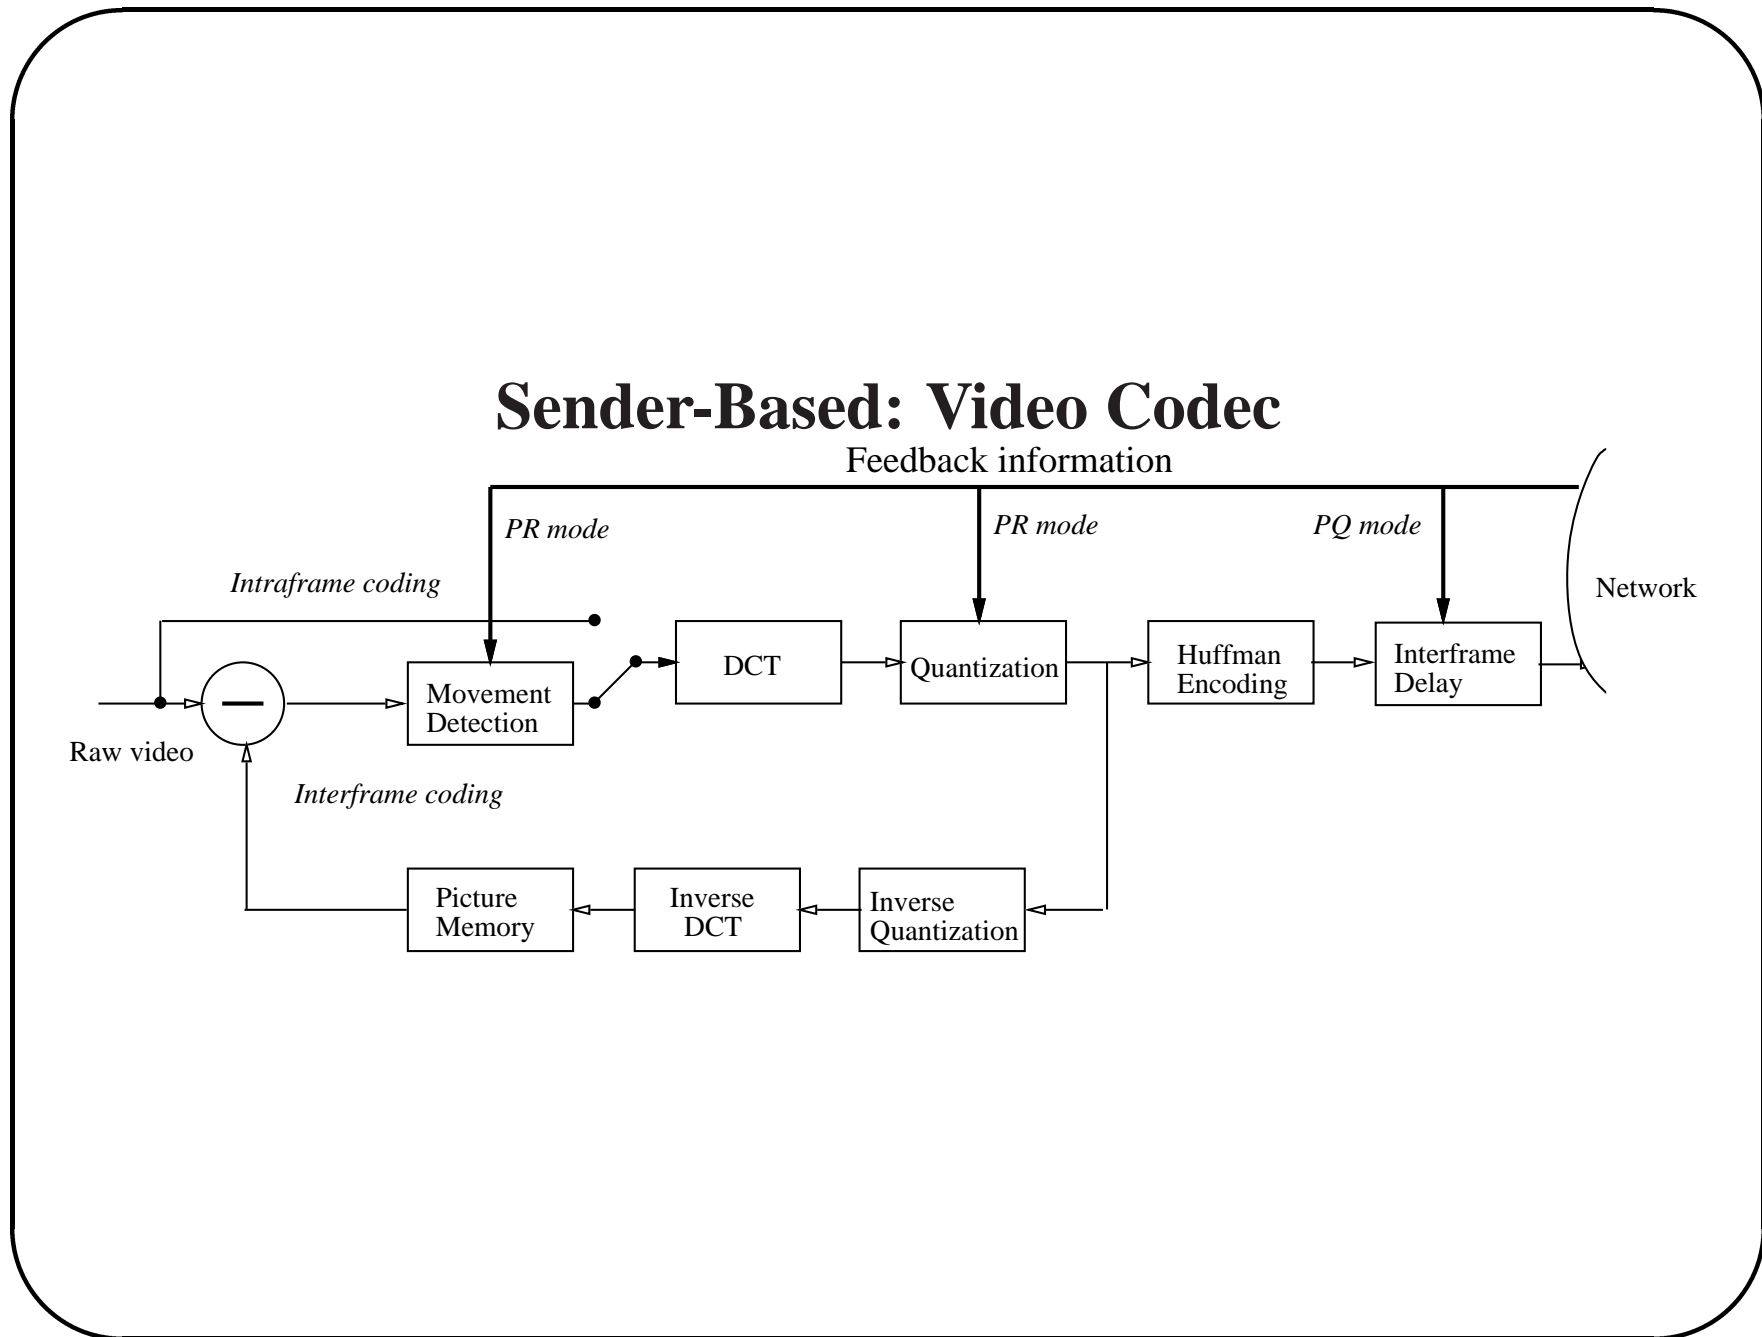 Sender-Based: Video Codec
Feedback information
PR mode
PR mode
PQ mode
Intraframe coding
Network
DCT
Quantization
Huffman
Encoding
Interframe
Delay
Movement
Detection
Raw video
Interframe coding
Picture
Memory
Inverse
DCT
Inverse
Quantization